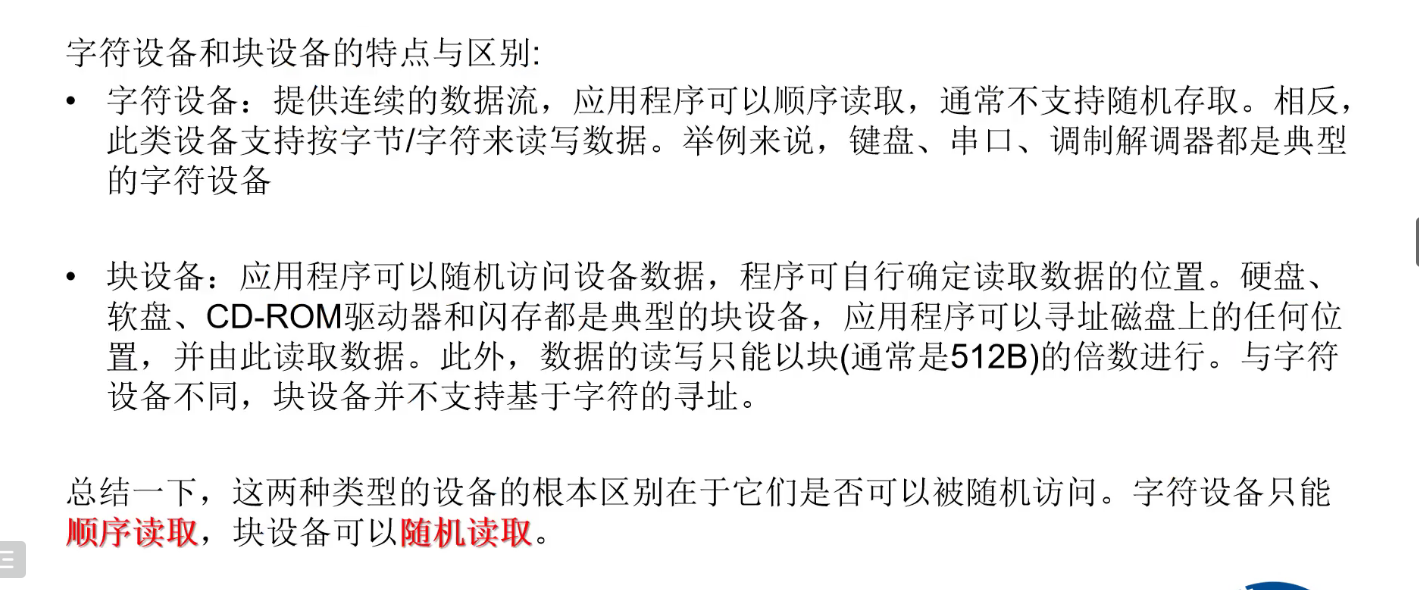 字符设备和块设备的特点与区别:
• 字符设备：提供连续的数据流，应用程序可以顺序读取，通常不支持随机存取。相反，
此类设备支持按字节/字符来读写数据。举例来说，键盘、串口、调制解调器都是典型
的字符设备
• 块设备：应用程序可以随机访问设备数据，程序可自行确定读取数据的位置。硬盘、
软盘、CD-ROM驱动器和闪存都是典型的块设备，应用程序可以寻址磁盘上的任何位
置，并由此读取数据。此外，数据的读写只能以块(通常是512B)的倍数进行。与字符
设备不同，块设备并不支持基于字符的寻址。
总结一下，这两种类型的设备的根本区别在于它们是否可以被随机访问。字符设备只能
顺序读取，块设备可以随机读取。